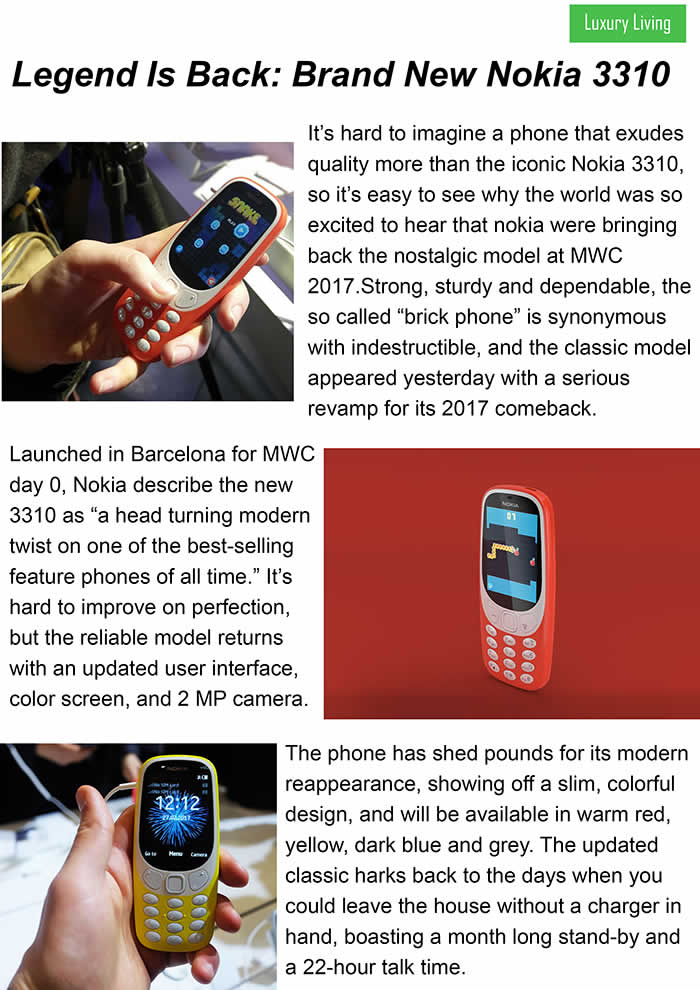 Luxury Living
Legend Is Back: Brand New Nokia 3310
It's hard to imagine a phone that exudes
quality more than the iconic Nokia 3310,
so it's easy to see why the world was so
excited to hear that nokia were bringing
back the nostalgic model at MWC
2017.Strong, sturdy and dependable, the
so called “brick phone” is synonymous
with indestructible, and the classic model
appeared yesterday with a serious
revamp for its 2017 comeback.
SNAKE
PLAY
Launched in Barcelona for MWC
day 0, Nokia describe the new
3310 as “a head turning modern
twist on one of the best-selling
feature phones of all time.” It's
hard to improve on perfection,
but the reliable model returns
with an updated user interface,
color screen, and 2 MP camera.
NOKIA
07
The phone has shed pounds for its modern
reappearance, showing off a slim, colorful
design, and will be available in warm red,
yellow, dark blue and grey. The updated
classic harks back to the days when you
could leave the house without a charger in
hand, boasting a month long stand-by and
a 22-hour talk time.
NOKIA
12:12
27/02/2017
Go to Menu Camera